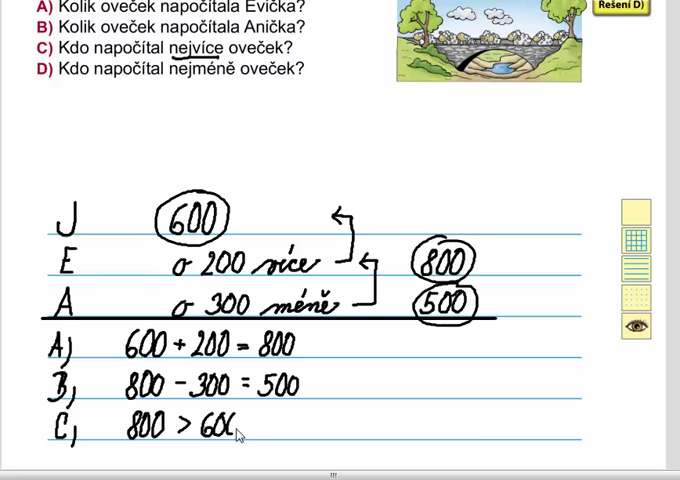 A) Kolik oveček napočítala Evička?
Řešení D)
B) Kolik oveček napočítala Anička?
C) Kdo napočítal nejvíce oveček?
D) Kdo napočítal nejméně oveček?
J 600
E o 200 více 800
A o 300 méně 500
A) 600 + 200 = 800
B) 800 - 300 = 500
C) 800 > 600